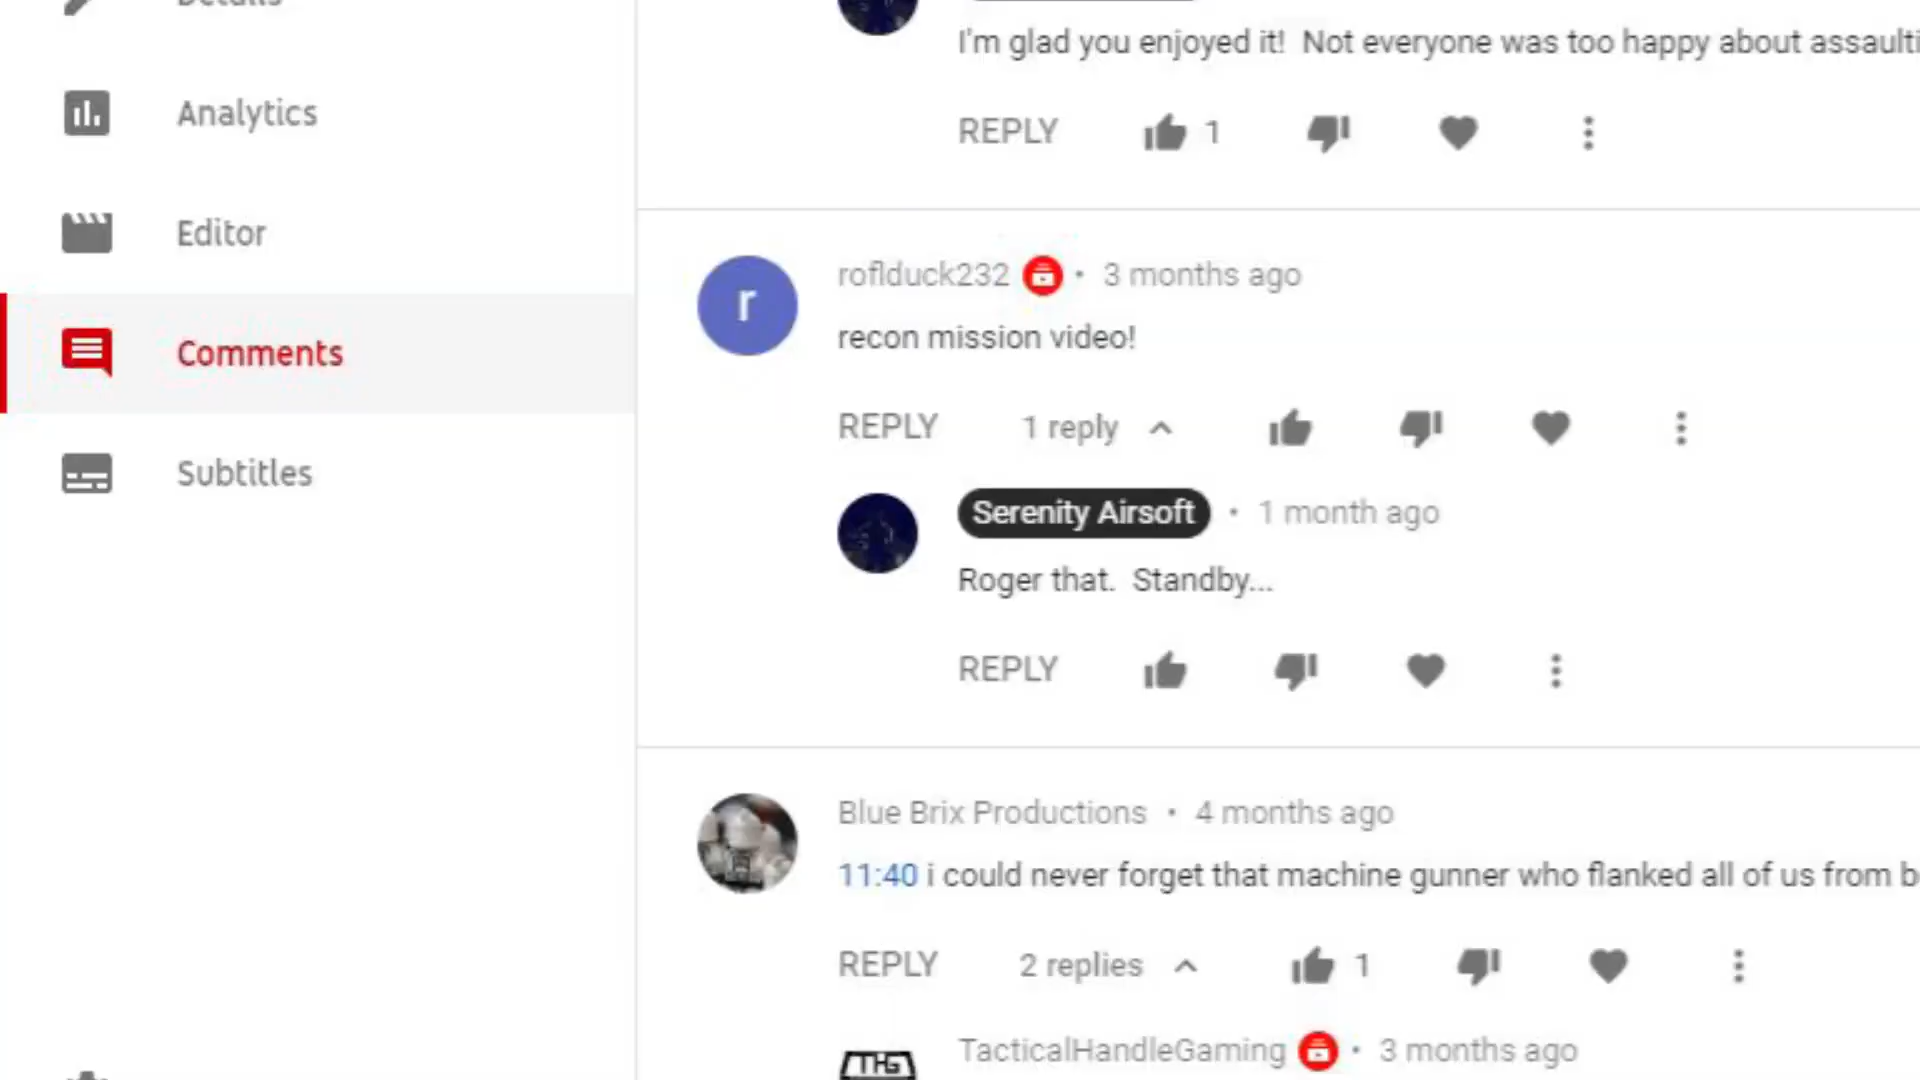 Details
Analytics
Editor
Comments
Subtitles
I'm glad you enjoyed it!  Not everyone was too happy about assaulti
REPLY 1
r
roflduck232 • 3 months ago
recon mission video!
REPLY 1 reply
Serenity Airsoft • 1 month ago
Roger that.  Standby...
REPLY
Blue Brix Productions • 4 months ago
11:40 i could never forget that machine gunner who flanked all of us from b
REPLY 2 replies 1
THG
TacticalHandleGaming • 3 months ago